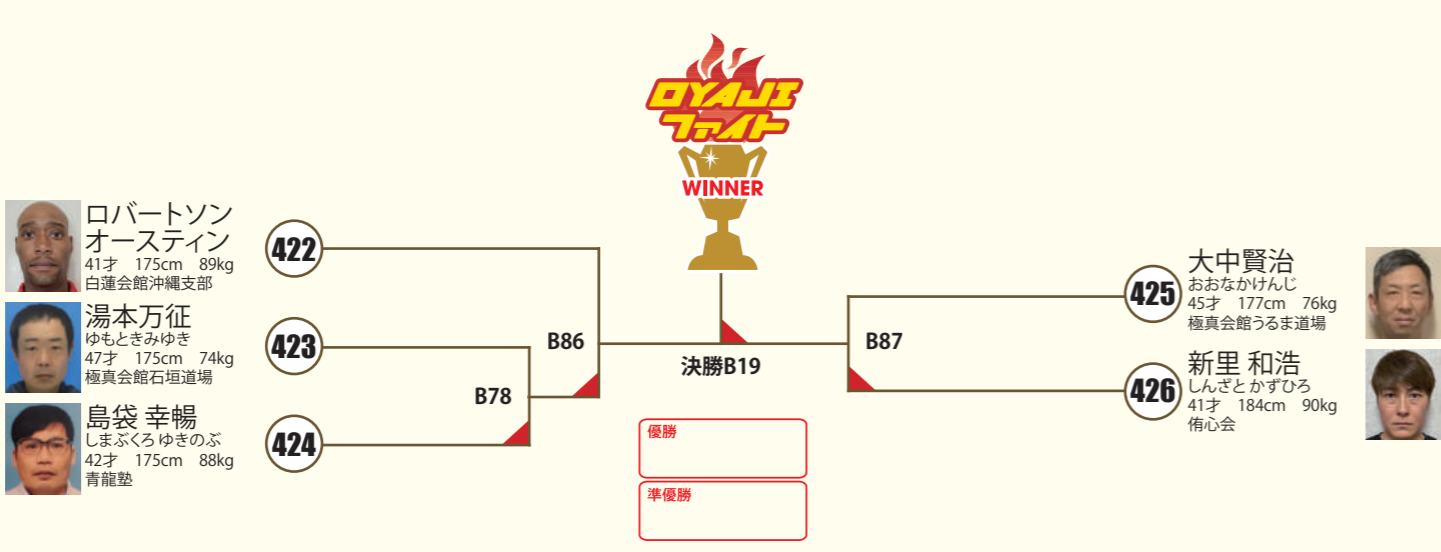 OYAJI
ファイト
WINNER
ロバートソン
オースティン
41才 175cm 89kg
白蓮会館沖縄支部
422
湯本万征
ゆもときみゆき
47才 175cm 74kg
極真会館石垣道場
423
島袋 幸暢
しまぶくろ ゆきのぶ
42才 175cm 88kg
青龍塾
424
B78
B86
決勝B19
B87
425
大中賢治
おおなかけんじ
45才 177cm 76kg
極真会館うるま道場
426
新里 和浩
しんざと かずひろ
41才 184cm 90kg
侑心会
優勝
準優勝